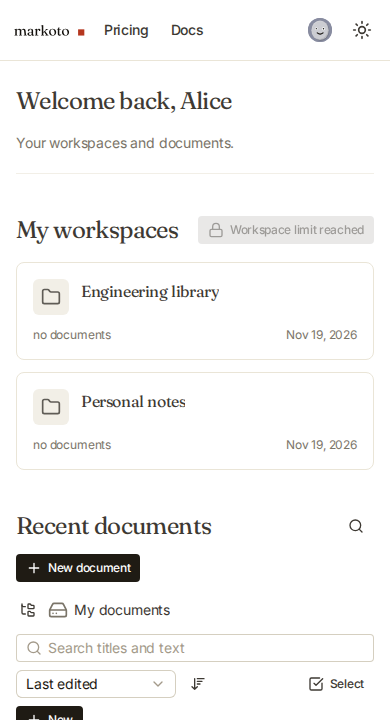 markoto Pricing Docs
Welcome back, Alice
Your workspaces and documents.
My workspaces Workspace limit reached
Engineering library
no documents Nov 19, 2026
Personal notes
no documents Nov 19, 2026
Recent documents
New document
My documents
Search titles and text
Last edited Select
New